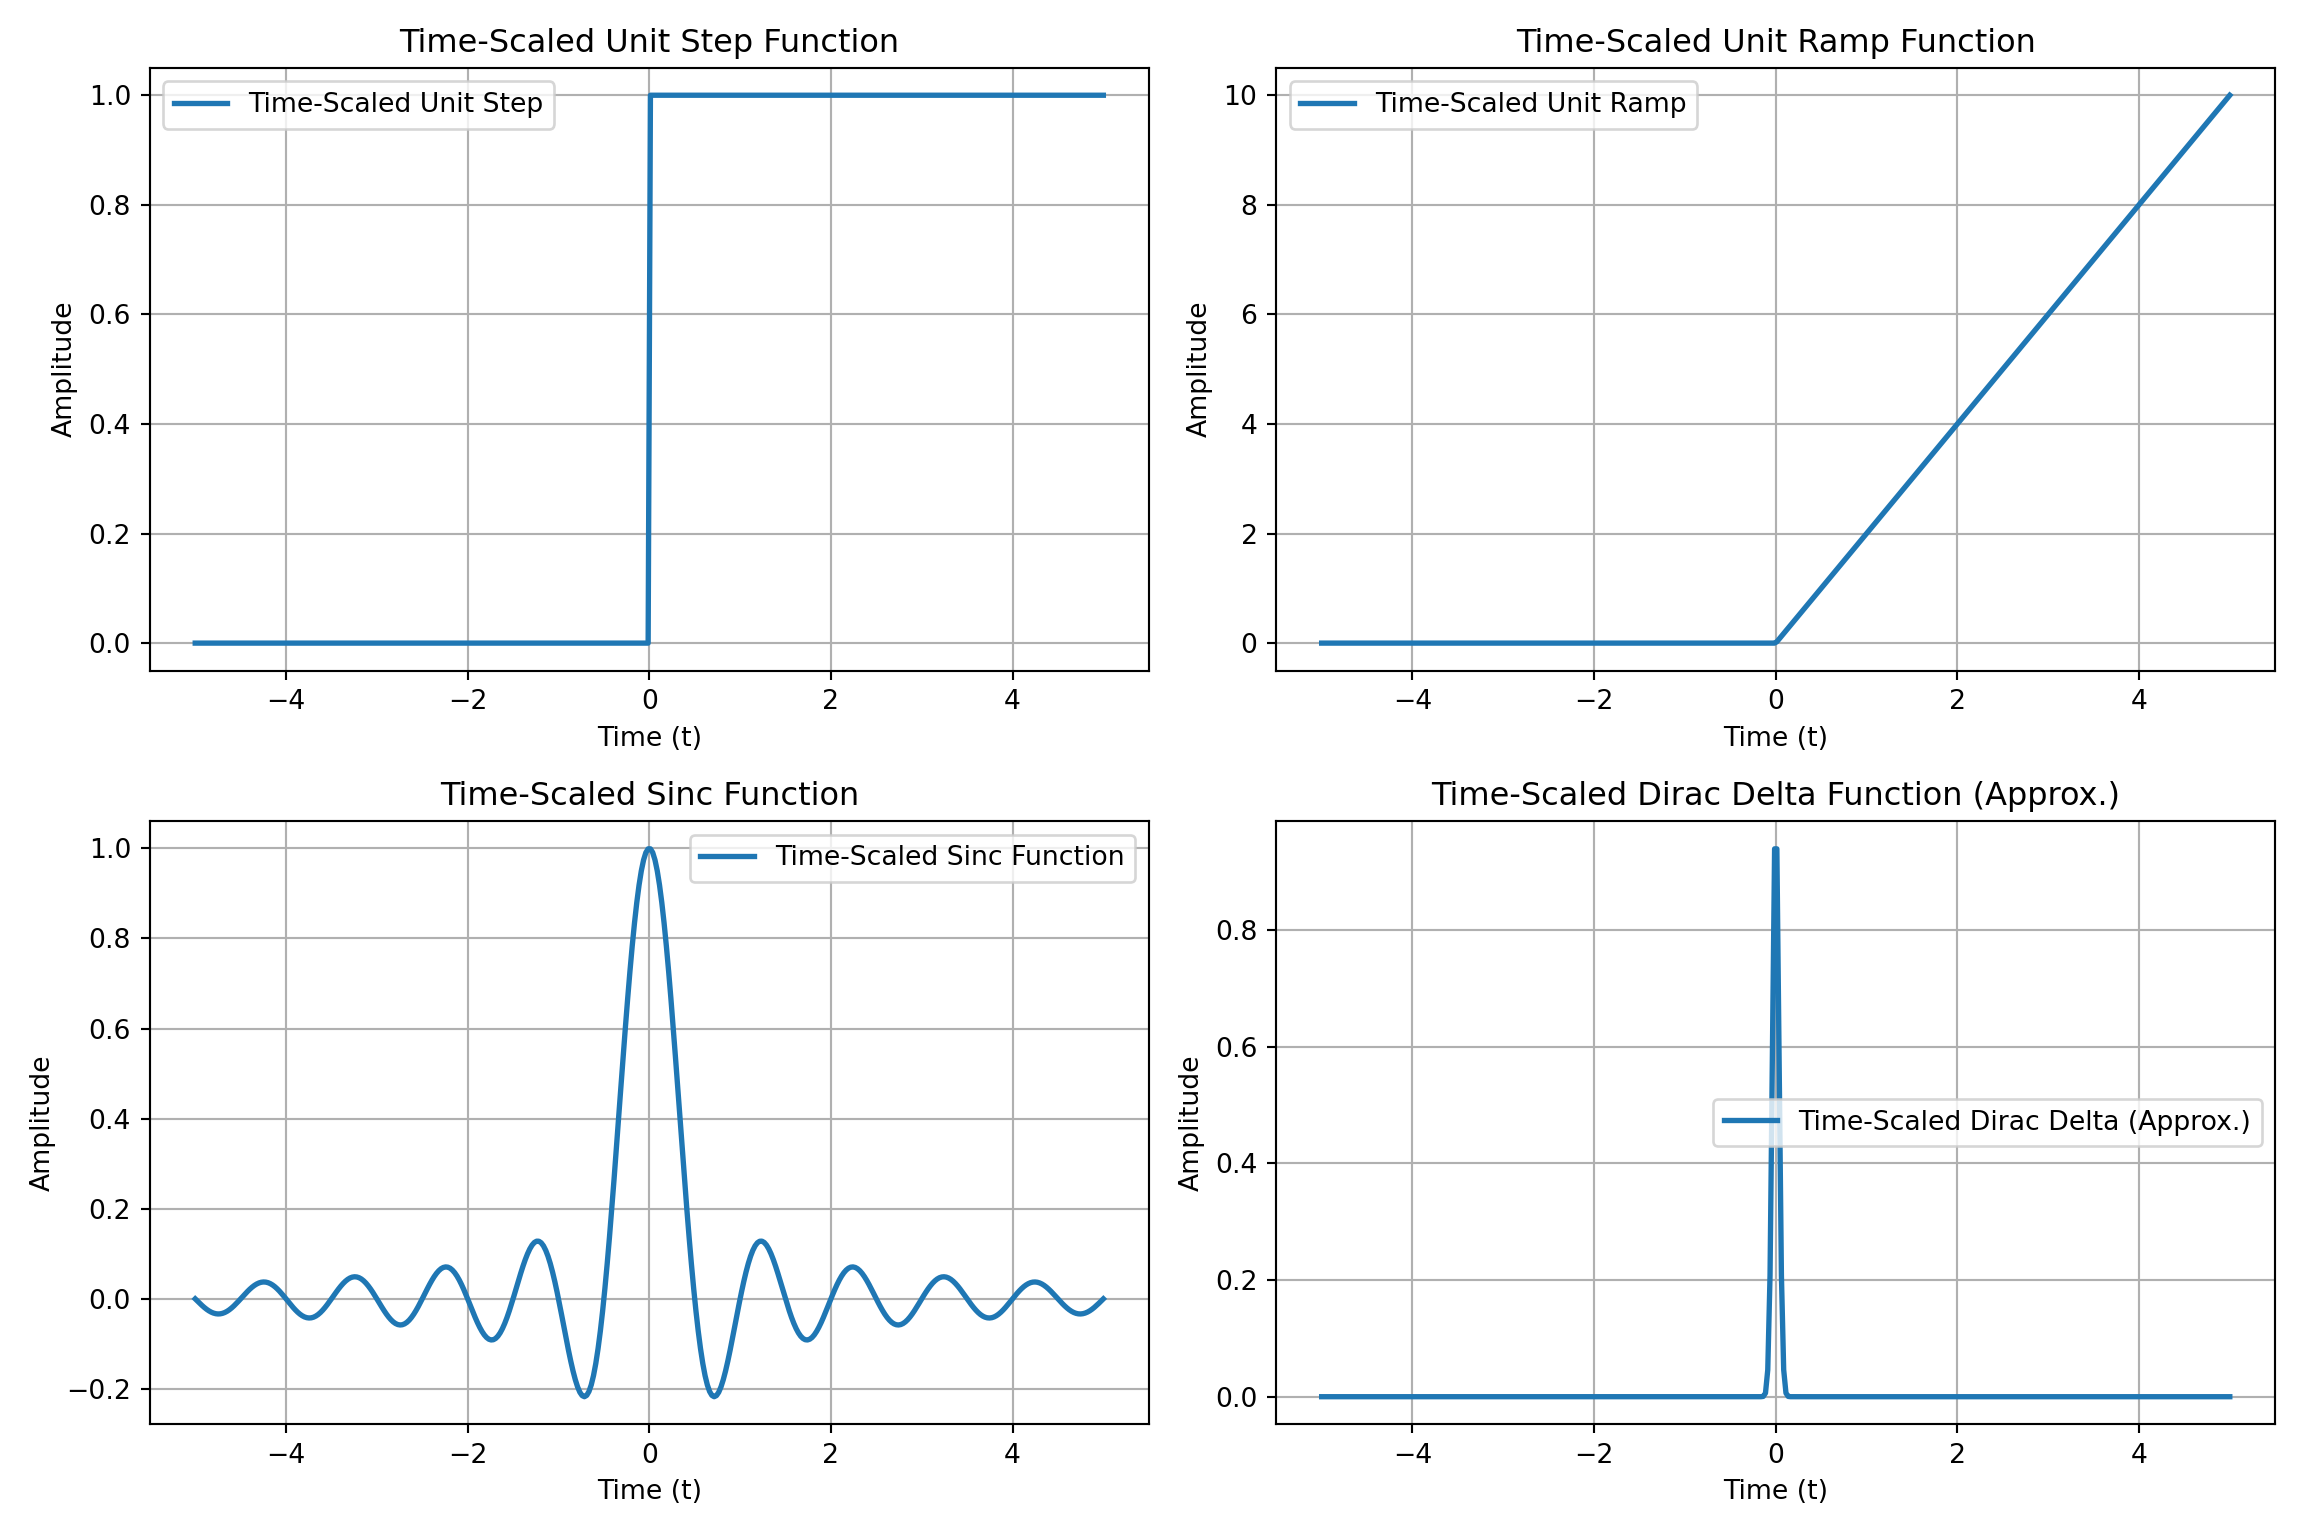 Time-Scaled Unit Step Function
Time-Scaled Unit Step
1.0
0.8
0.6
0.4
0.2
0.0
Amplitude
−4
−2
0
2
4
Time (t)
Time-Scaled Unit Ramp Function
Time-Scaled Unit Ramp
10
8
6
4
2
0
Amplitude
−4
−2
0
2
4
Time (t)
Time-Scaled Sinc Function
Time-Scaled Sinc Function
1.0
0.8
0.6
0.4
0.2
0.0
−0.2
Amplitude
−4
−2
0
2
4
Time (t)
Time-Scaled Dirac Delta Function (Approx.)
Time-Scaled Dirac Delta (Approx.)
0.8
0.6
0.4
0.2
0.0
Amplitude
−4
−2
0
2
4
Time (t)